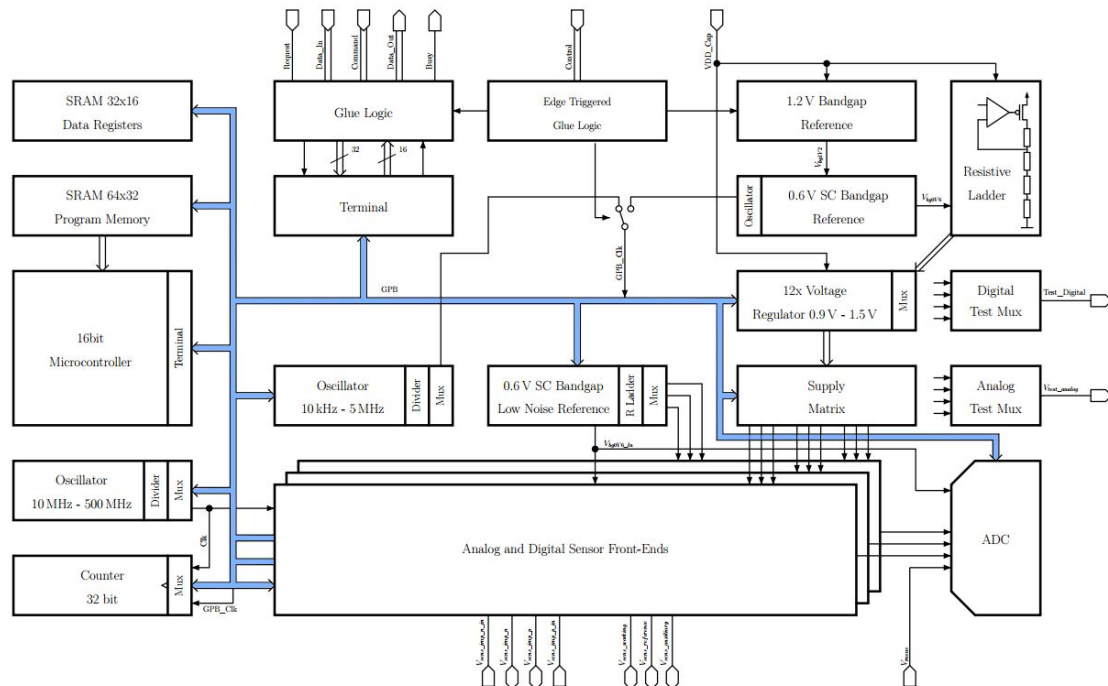 Request
Data_In
Command
Data_Out
Busy
Control
VDD_Cap
SRAM 32x16
Data Registers
Glue Logic
Edge Triggered
Glue Logic
1.2 V Bandgap
Reference
32
16
Resistive
Ladder
SRAM 64x32
Program Memory
Terminal
Oscillator
0.6 V SC Bandgap
Reference
GPB_Clk
GPB
16bit
Microcontroller
Terminal
12x Voltage
Regulator 0.9 V - 1.5 V
Mux
Digital
Test Mux
Test_Digital
Oscillator
10 kHz - 5 MHz
Divider
Mux
0.6 V SC Bandgap
Low Noise Reference
R Ladder
Mux
Supply
Matrix
Analog
Test Mux
Vtest_analog
Oscillator
10 MHz - 500 MHz
Divider
Mux
Clk
Analog and Digital Sensor Front-Ends
ADC
Counter
32 bit
Mux
GPB_Clk